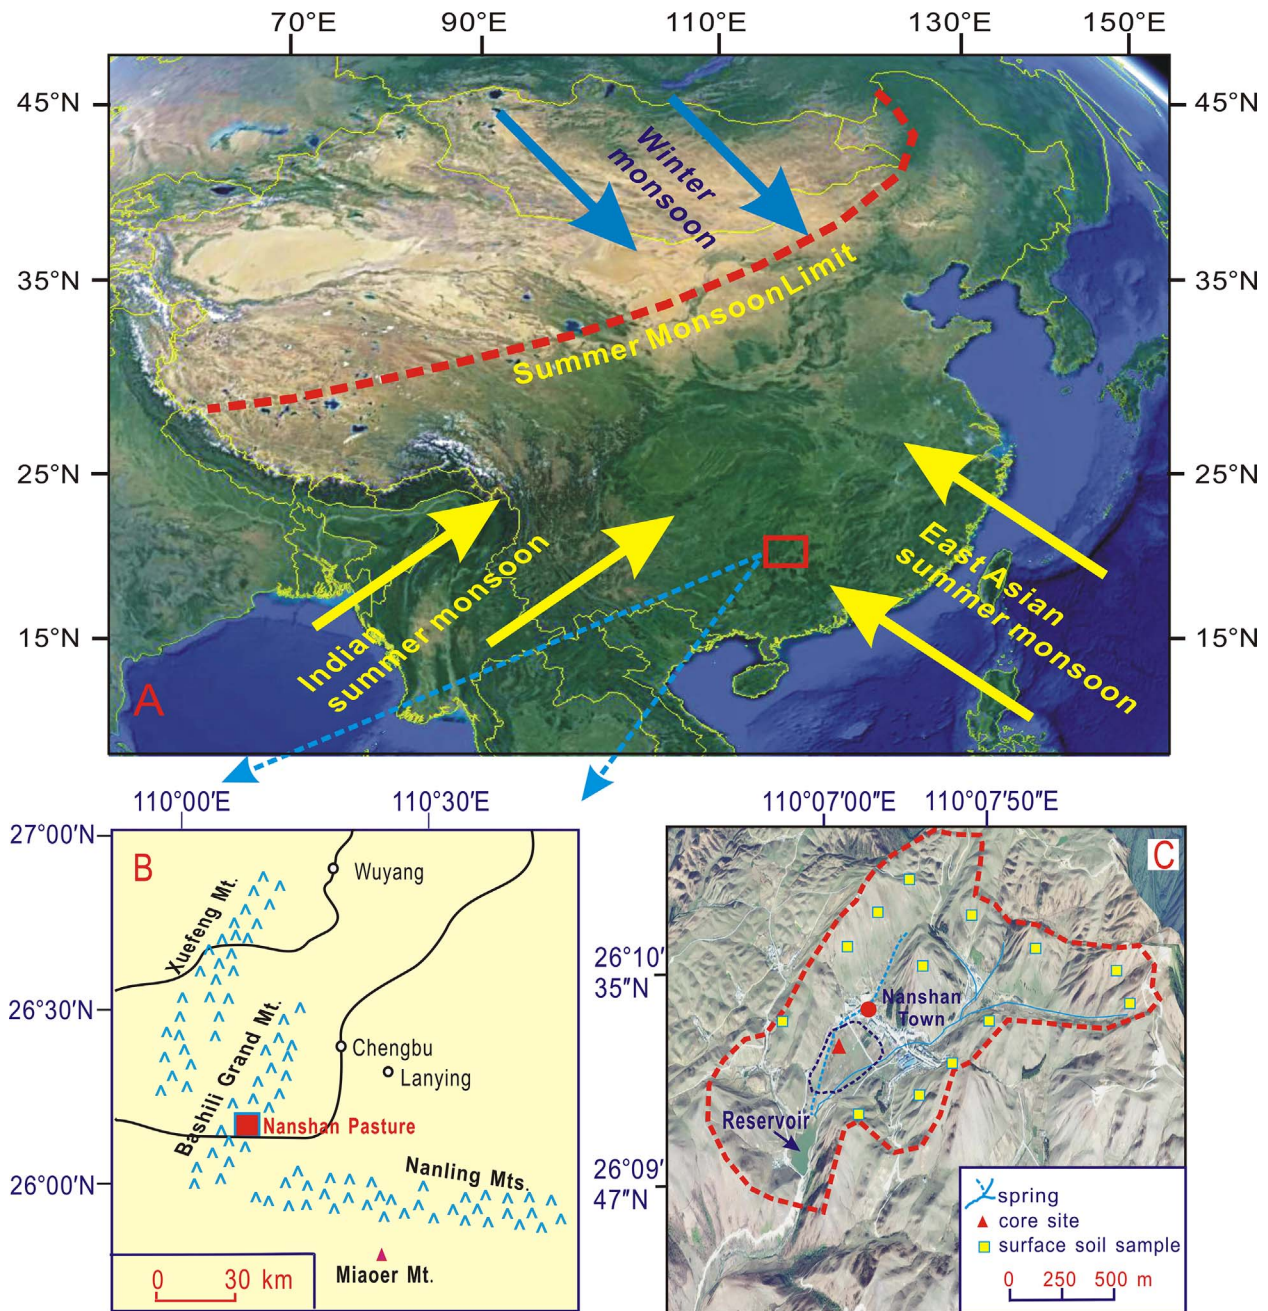 70°E 90°E 110°E 130°E 150°E
45°N 45°N
Winter
monsoon
35°N 35°N
Summer Monsoon Limit
25°N 25°N
East Asian
summer monsoon
15°N 15°N
Indian
summer monsoon
A
110°00′E 110°30′E
27°00′N
B
Wuyang
Xuefeng Mt.
26°30′N
Bashili Grand Mt.
Chengbu
Lanying
Nanshan Pasture
26°00′N
Nanling Mts.
Miaoer Mt.
0 30 km
110°07′00″E 110°07′50″E
C
26°10′
35″N
Nanshan
Town
Reservoir
26°09′
47″N
spring
core site
surface soil sample
0 250 500 m